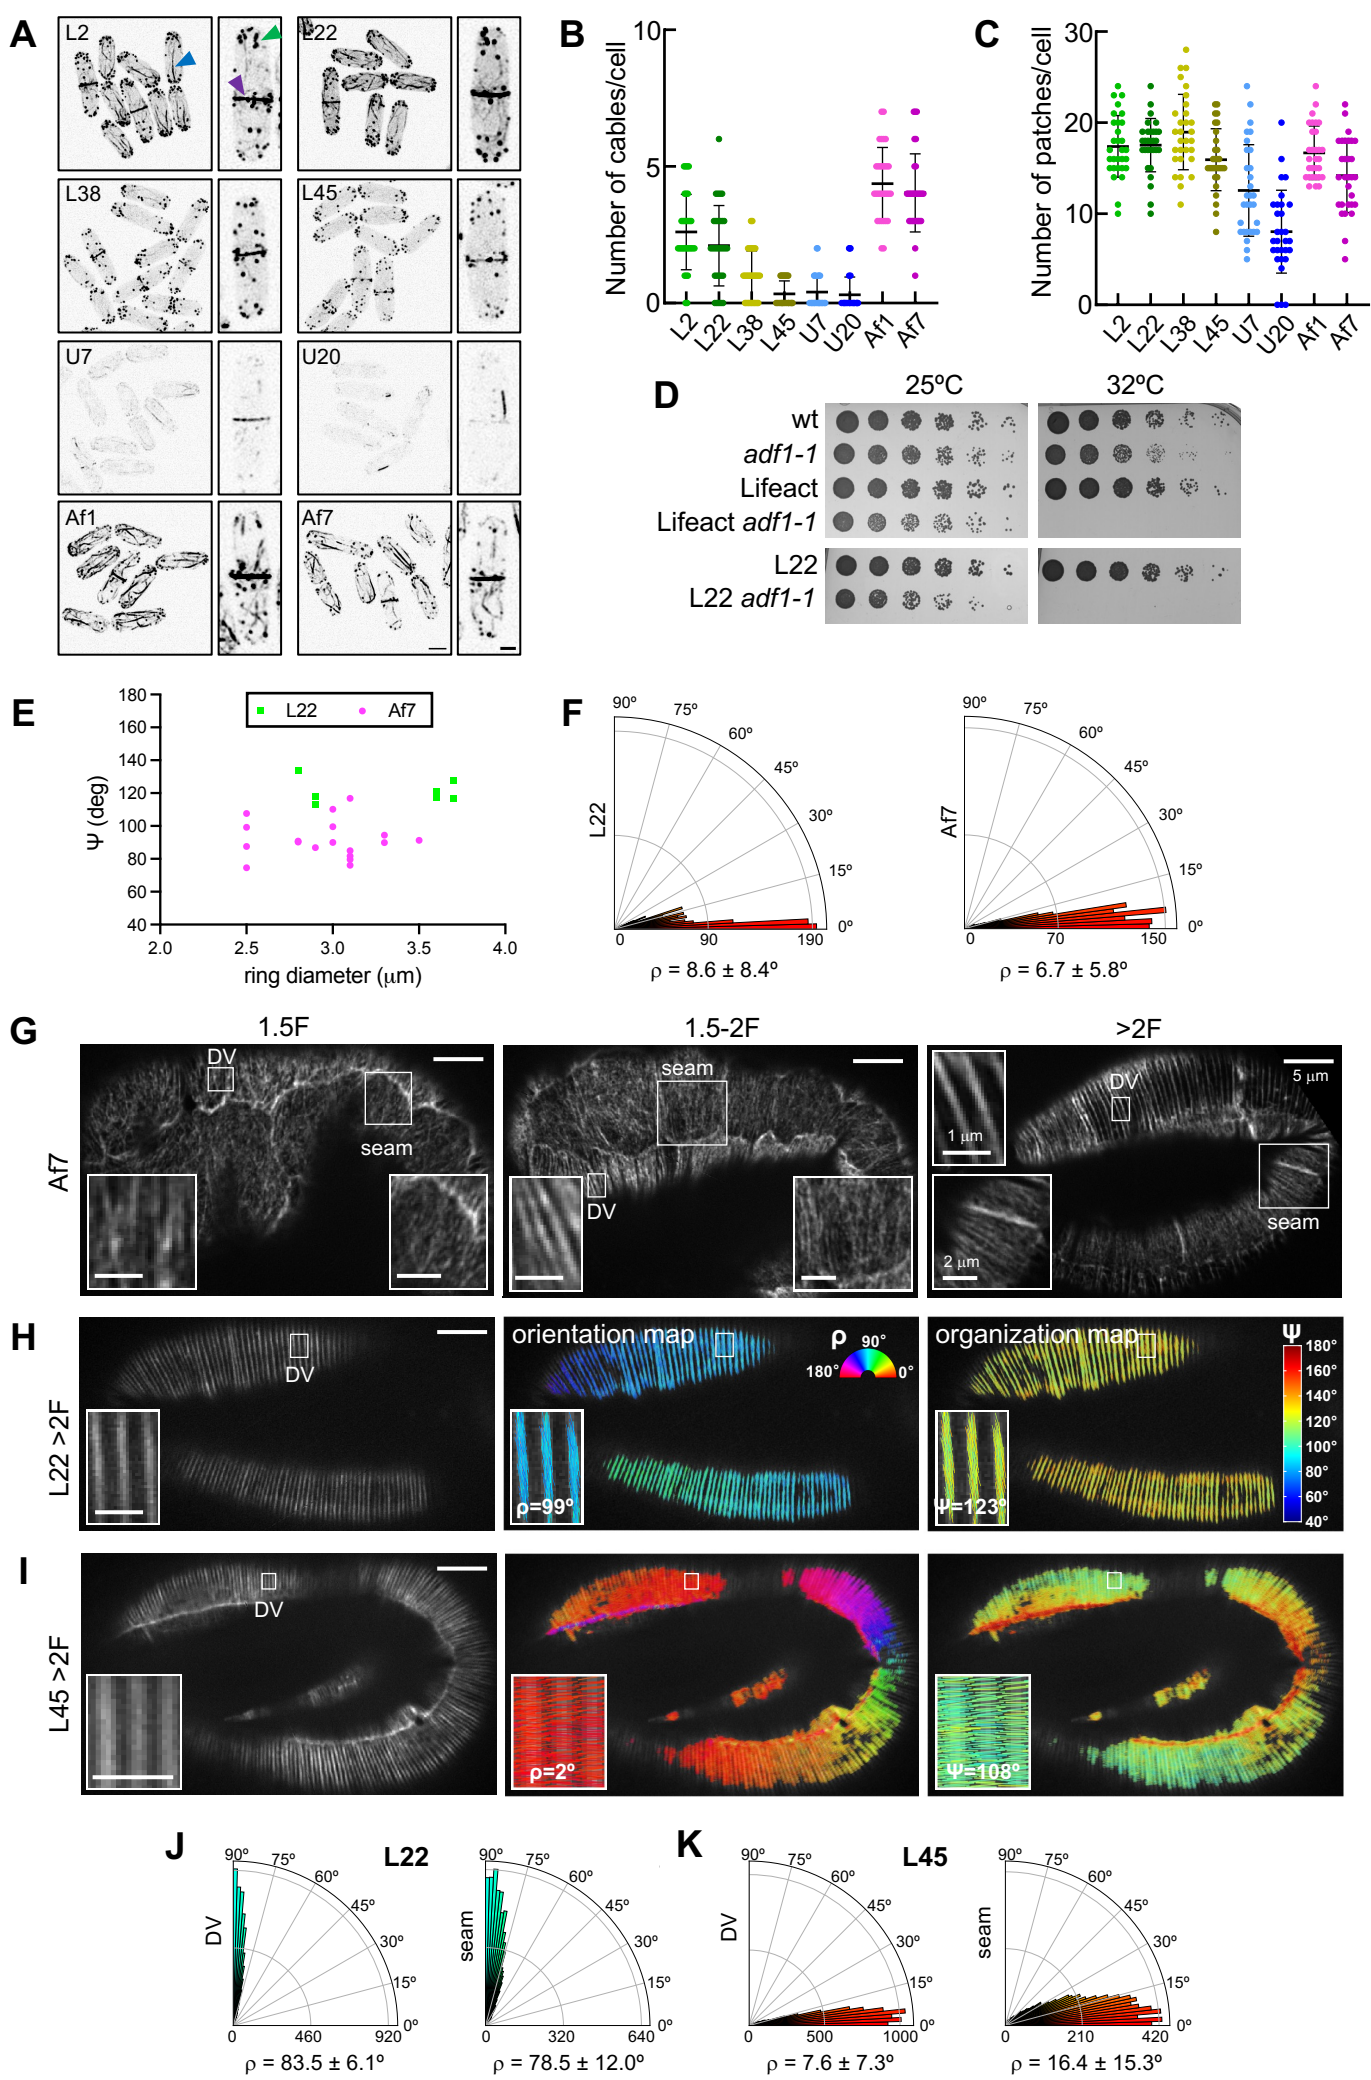 A
L2
L22
L38
L45
U7
U20
Af1
Af7
B
Number of cables/cell
10
5
0
L2
L22
L38
L45
U7
U20
Af1
Af7
C
Number of patches/cell
30
20
10
0
L2
L22
L38
L45
U7
U20
Af1
Af7
D
25ºC
32ºC
wt
adf1-1
Lifeact
Lifeact adf1-1
L22
L22 adf1-1
E
Ψ (deg)
180
160
140
120
100
80
60
40
L22
Af7
2.0
2.5
3.0
3.5
4.0
ring diameter (μm)
F
L22
90º
75º
60º
45º
30º
15º
0º
0
90
190
ρ = 8.6 ± 8.4º
Af7
90º
75º
60º
45º
30º
15º
0º
0
70
150
ρ = 6.7 ± 5.8º
G
1.5F
1.5-2F
>2F
Af7
DV
seam
seam
DV
DV
5 μm
1 μm
2 μm
seam
H
L22 >2F
DV
orientation map
ρ
90°
180°
0°
ρ=99º
organization map
Ψ
180°
160°
140°
120°
100°
80°
60°
40°
Ψ=123º
I
L45 >2F
DV
ρ=2º
Ψ=108º
J
L22
DV
90º
75º
60º
45º
30º
15º
0º
0
460
920
ρ = 83.5 ± 6.1º
seam
90º
75º
60º
45º
30º
15º
0º
0
320
640
ρ = 78.5 ± 12.0º
K
L45
DV
90º
75º
60º
45º
30º
15º
0º
0
500
1000
ρ = 7.6 ± 7.3º
seam
90º
75º
60º
45º
30º
15º
0º
0
210
420
ρ = 16.4 ± 15.3º